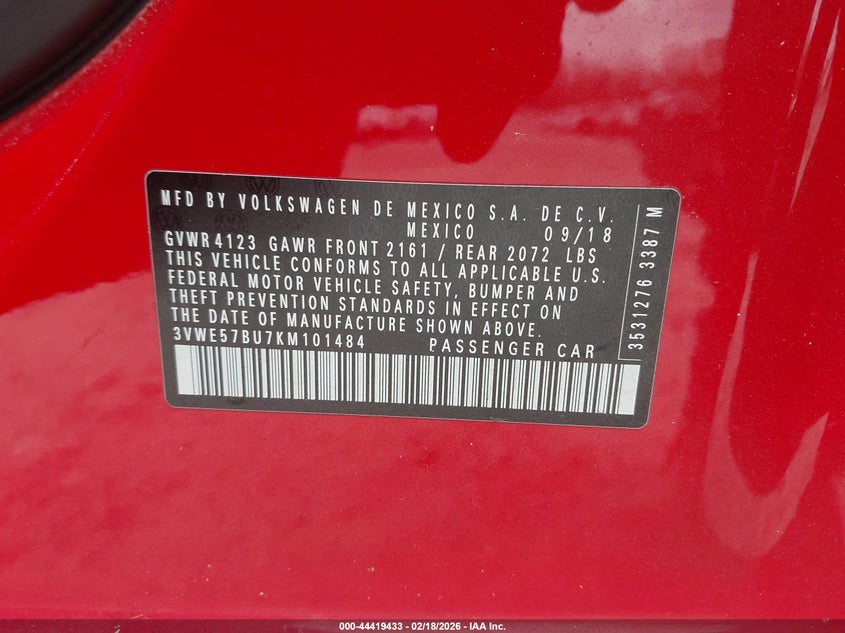 MFD BY VOLKSWAGEN DE MEXICO S.A. DE C.V.
MEXICO 09/18
GVWR 4123 GAWR FRONT 2161 / REAR 2072 LBS
THIS VEHICLE CONFORMS TO ALL APPLICABLE U.S.
FEDERAL MOTOR VEHICLE SAFETY, BUMPER AND
THEFT PREVENTION STANDARDS IN EFFECT ON
THE DATE OF MANUFACTURE SHOWN ABOVE.
3VWE57BU7KM101484 PASSENGER CAR
3531276 3387 M
000-44419433 - 02/18/2026 - IAA Inc.